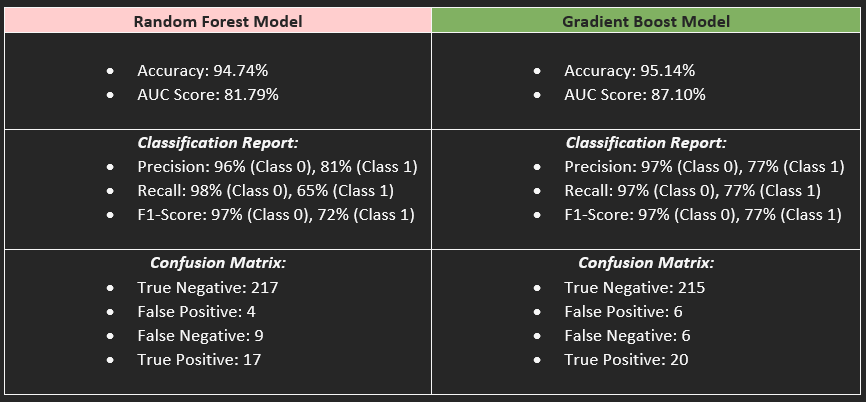 Random Forest Model
Gradient Boost Model
• Accuracy: 94.74%
• AUC Score: 81.79%
• Accuracy: 95.14%
• AUC Score: 87.10%
Classification Report:
• Precision: 96% (Class 0), 81% (Class 1)
• Recall: 98% (Class 0), 65% (Class 1)
• F1-Score: 97% (Class 0), 72% (Class 1)
Classification Report:
• Precision: 97% (Class 0), 77% (Class 1)
• Recall: 97% (Class 0), 77% (Class 1)
• F1-Score: 97% (Class 0), 77% (Class 1)
Confusion Matrix:
• True Negative: 217
• False Positive: 4
• False Negative: 9
• True Positive: 17
Confusion Matrix:
• True Negative: 215
• False Positive: 6
• False Negative: 6
• True Positive: 20